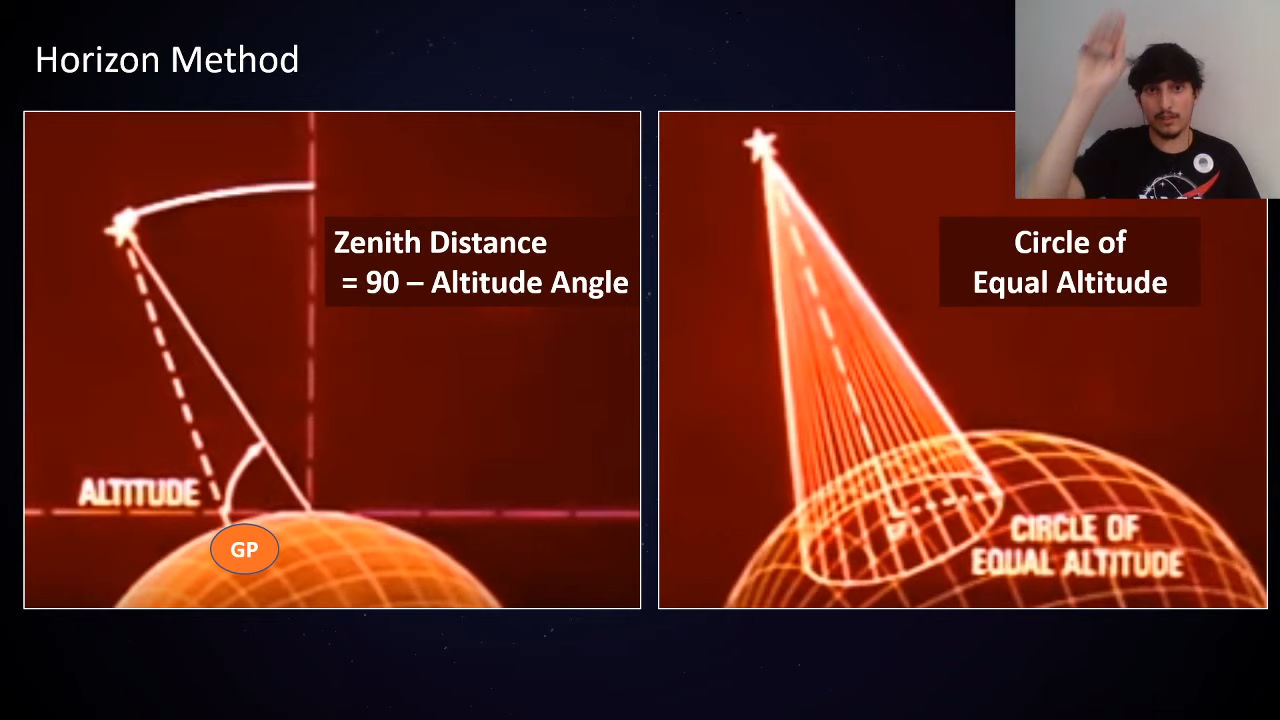 Horizon Method
Zenith Distance
= 90 – Altitude Angle
ALTITUDE
GP
Circle of
Equal Altitude
CIRCLE OF
EQUAL ALTITUDE